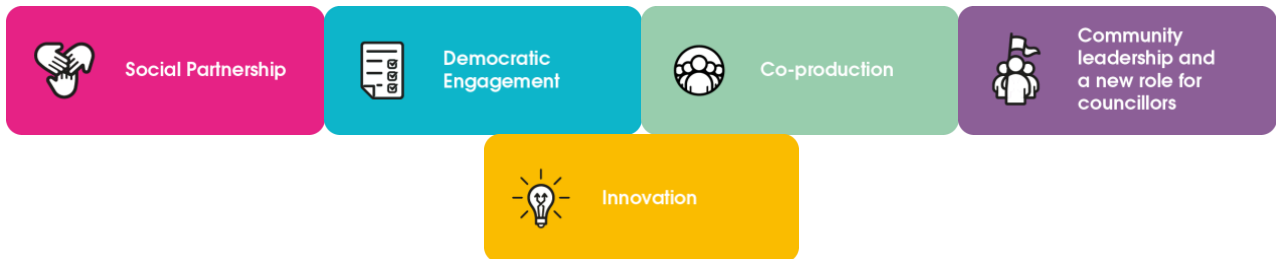 Social Partnership
Democratic
Engagement
Co-production
Community
leadership and
a new role for
councillors
Innovation